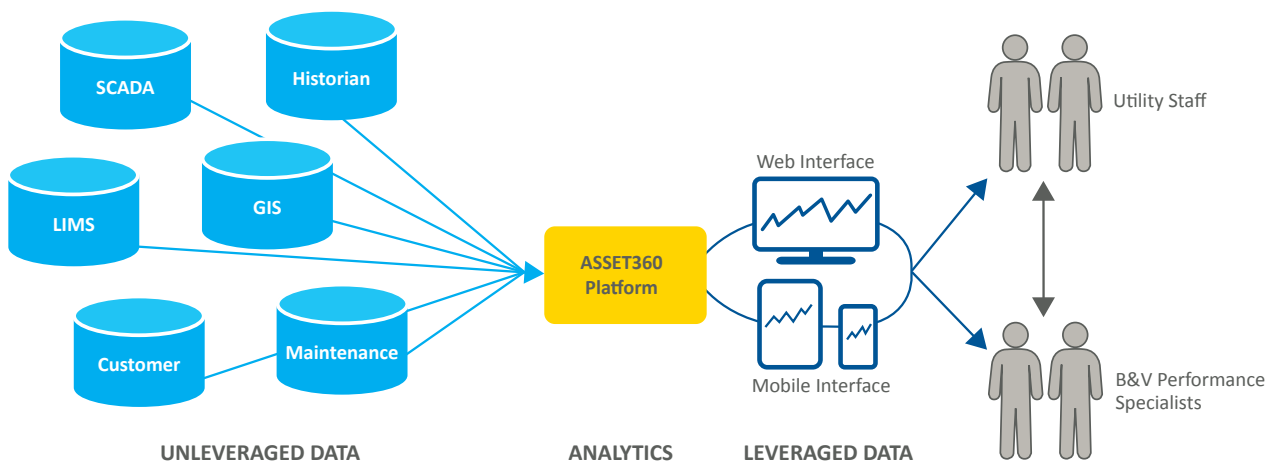 SCADA
Historian
LIMS
GIS
Customer
Maintenance
ASSET360
Platform
Web Interface
Mobile Interface
Utility Staff
B&V Performance
Specialists
UNLEVERAGED DATA
ANALYTICS
LEVERAGED DATA